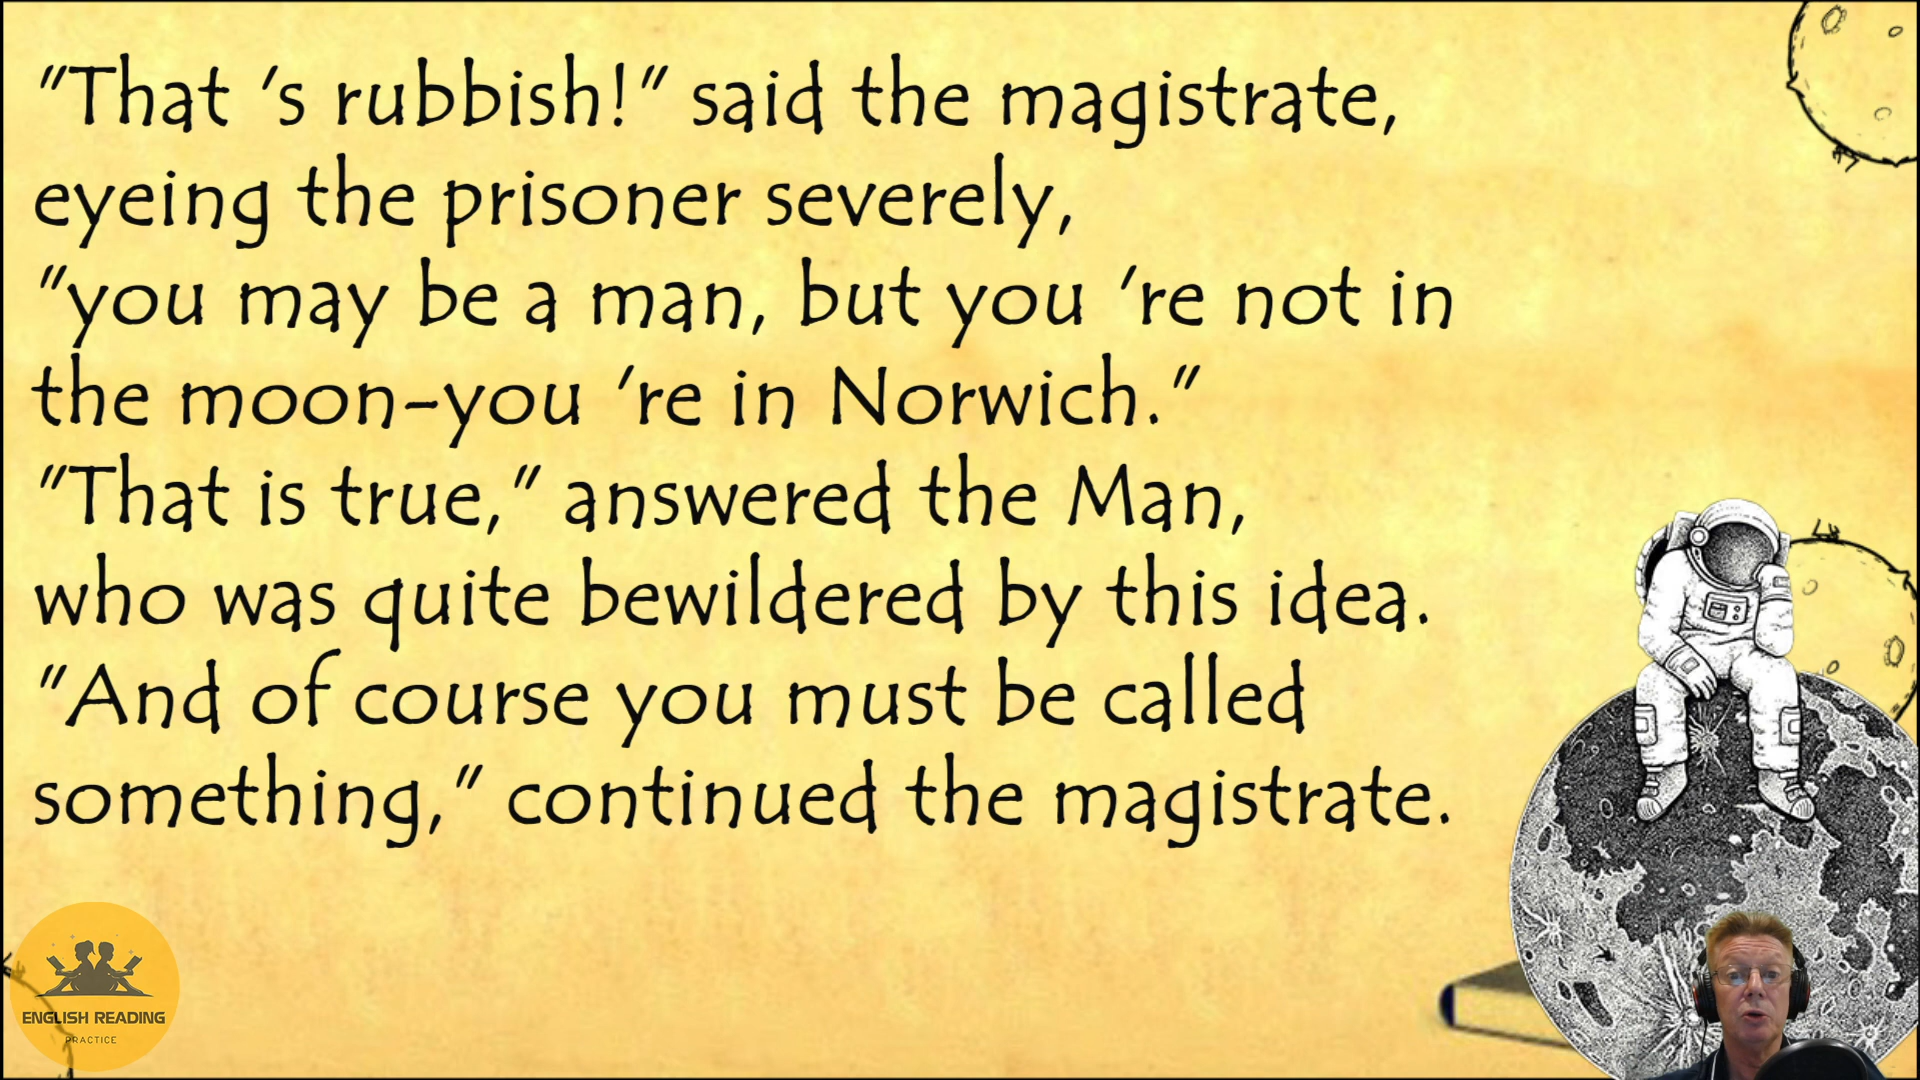 "That 's rubbish!" said the magistrate,
eyeing the prisoner severely,
"you may be a man, but you 're not in
the moon-you 're in Norwich."
"That is true," answered the Man,
who was quite bewildered by this idea.
"And of course you must be called
something," continued the magistrate.
ENGLISH READING
PRACTICE